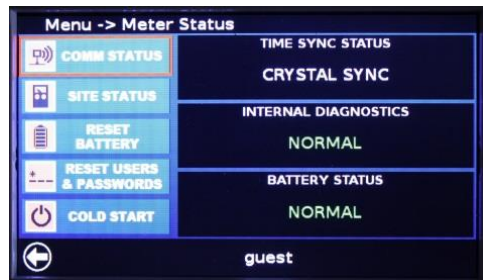 Menu -> Meter Status
COMM STATUS
SITE STATUS
RESET
BATTERY
RESET USERS
& PASSWORDS
COLD START
TIME SYNC STATUS
CRYSTAL SYNC
INTERNAL DIAGNOSTICS
NORMAL
BATTERY STATUS
NORMAL
guest